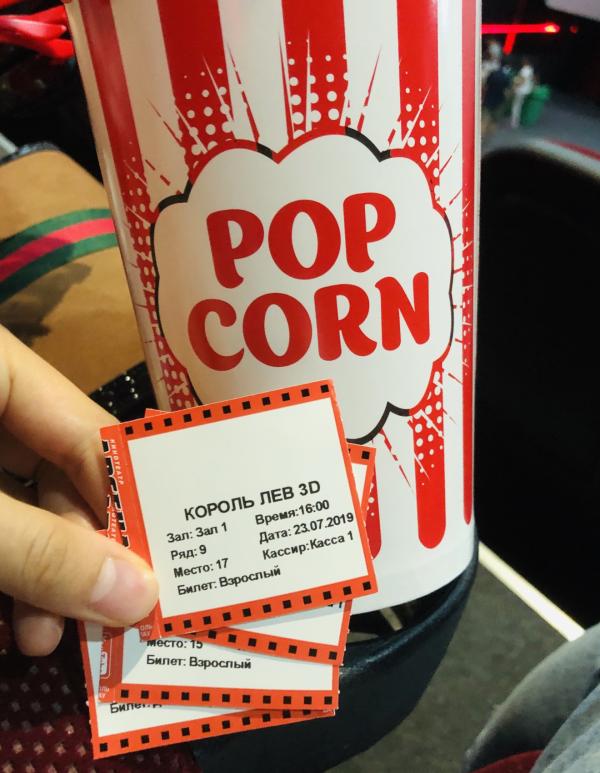 POP
CORN
КОРОЛЬ ЛЕВ 3D
Зал: Зал 1
Время:16:00
Ряд: 9
Дата: 23.07.2019
Место: 17
Кассир:Касса 1
Билет: Взрослый
Место: 15
Билет: Взрослый
Билет: